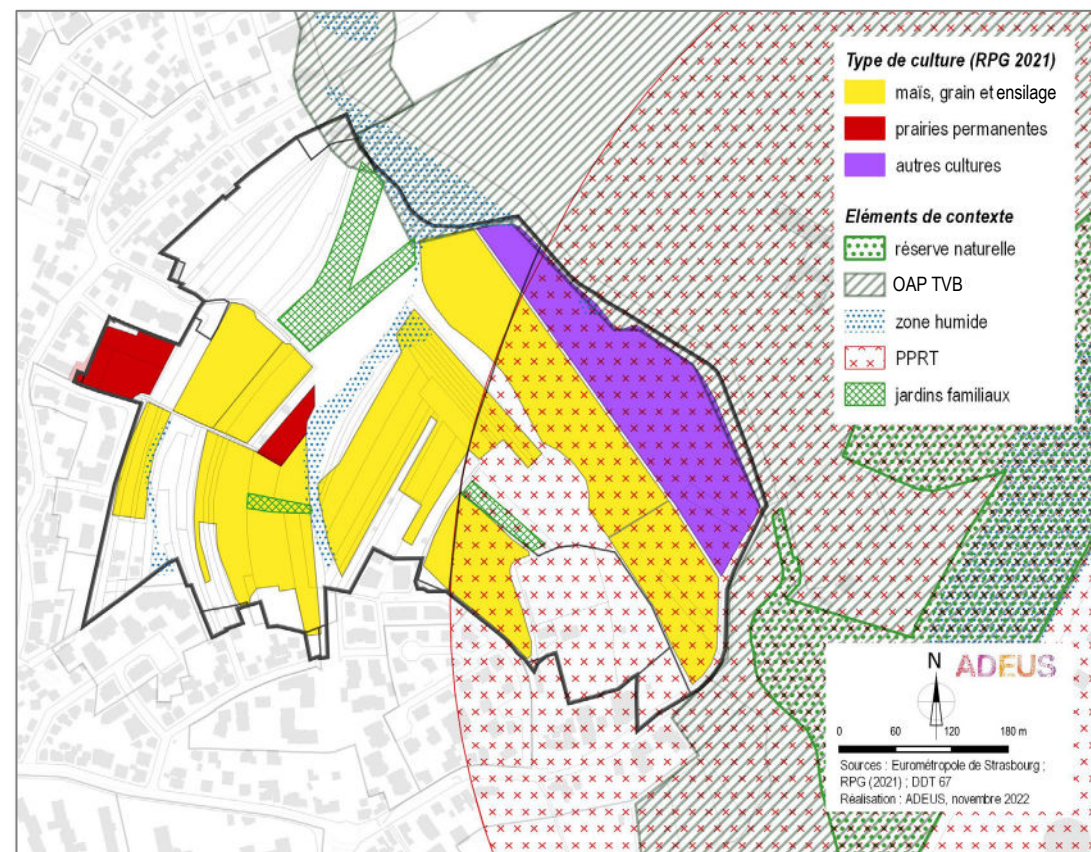 Type de culture (RPG 2021)
maïs, grain et ensilage
prairies permanentes
autres cultures
Eléments de contexte
réserve naturelle
OAP TVB
zone humide
PPRT
jardins familiaux
N
ADEUS
0 60 120 180 m
Sources : Eurométropole de Strasbourg ;
RPG (2021) ; DDT 67
Réalisation : ADEUS, novembre 2022